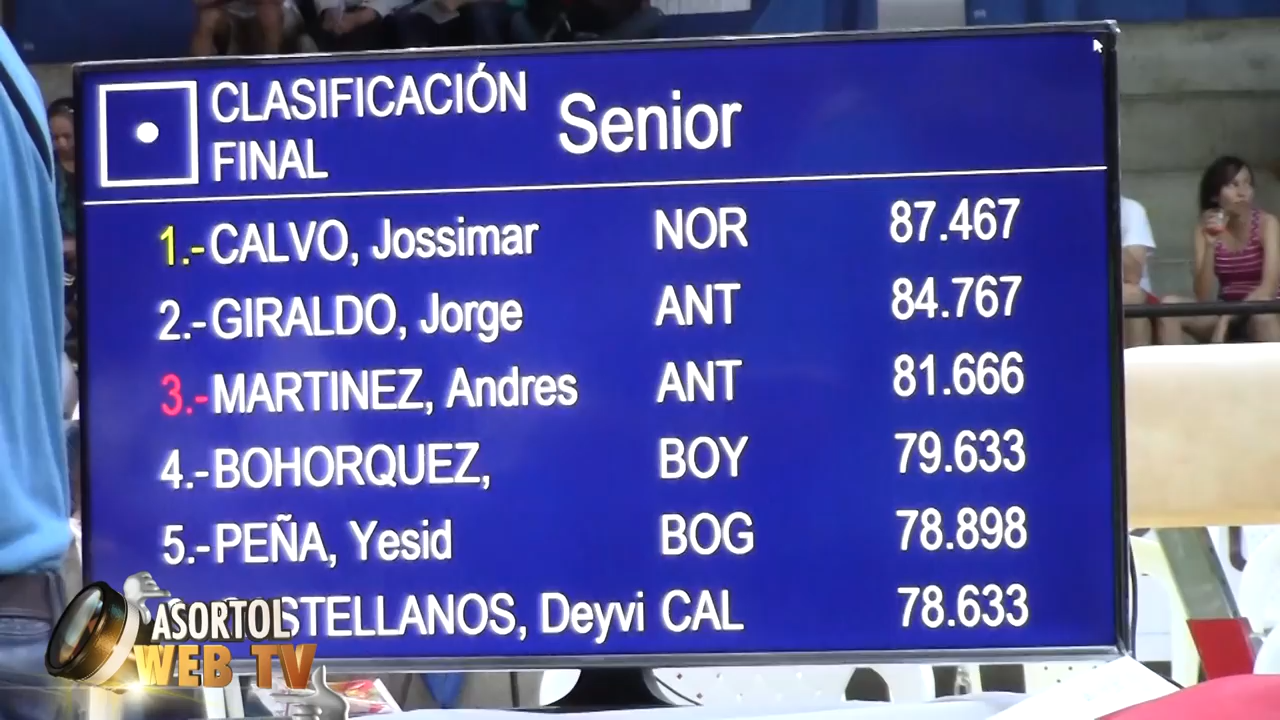 CLASIFICACIÓN
FINAL
Senior
1.-CALVO, Jossimar NOR 87.467
2.-GIRALDO, Jorge ANT 84.767
3.-MARTINEZ, Andres ANT 81.666
4.-BOHORQUEZ, BOY 79.633
5.-PEÑA, Yesid BOG 78.898
STELLANOS, Deyvi CAL 78.633
ASORTOL
WEB TV